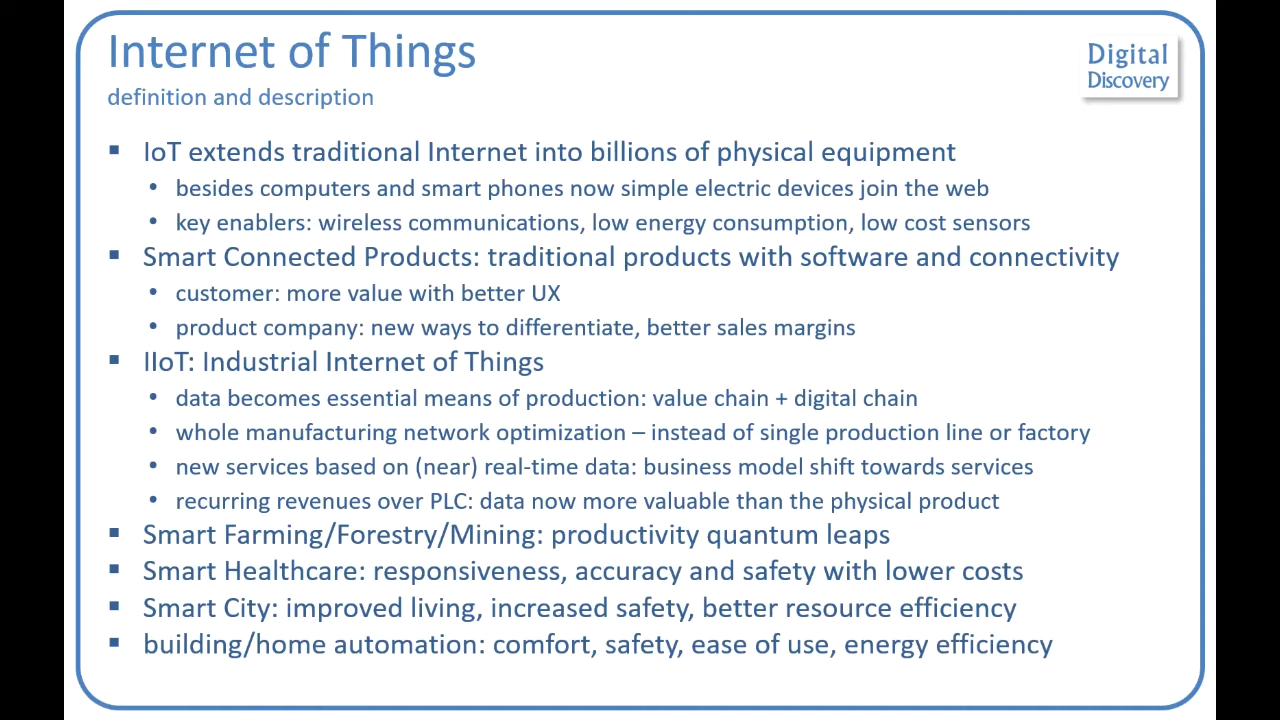 Internet of Things
definition and description
Digital
Discovery
▪ IoT extends traditional Internet into billions of physical equipment
• besides computers and smart phones now simple electric devices join the web
• key enablers: wireless communications, low energy consumption, low cost sensors
▪ Smart Connected Products: traditional products with software and connectivity
• customer: more value with better UX
• product company: new ways to differentiate, better sales margins
▪ IIoT: Industrial Internet of Things
• data becomes essential means of production: value chain + digital chain
• whole manufacturing network optimization – instead of single production line or factory
• new services based on (near) real-time data: business model shift towards services
• recurring revenues over PLC: data now more valuable than the physical product
▪ Smart Farming/Forestry/Mining: productivity quantum leaps
▪ Smart Healthcare: responsiveness, accuracy and safety with lower costs
▪ Smart City: improved living, increased safety, better resource efficiency
▪ building/home automation: comfort, safety, ease of use, energy efficiency